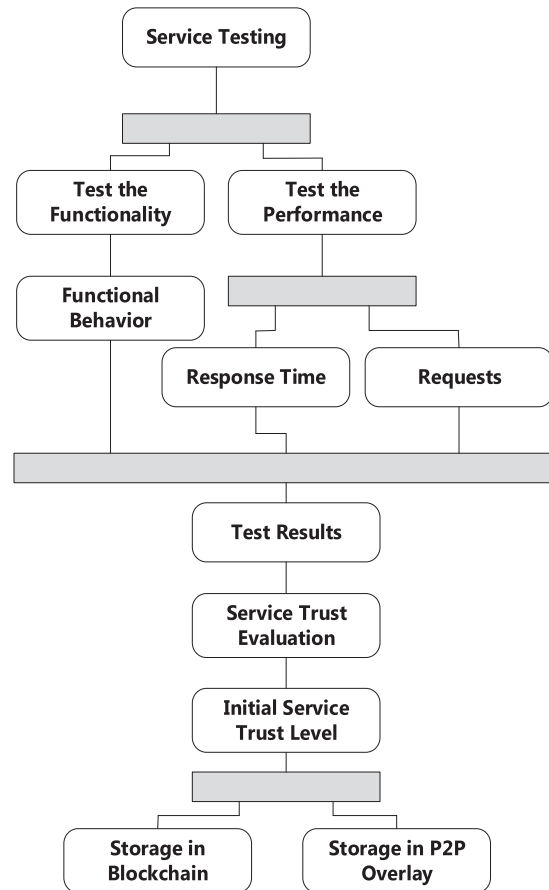 Service Testing
Test the
Functionality
Test the
Performance
Functional
Behavior
Response Time
Requests
Test Results
Service Trust
Evaluation
Initial Service
Trust Level
Storage in
Blockchain
Storage in P2P
Overlay